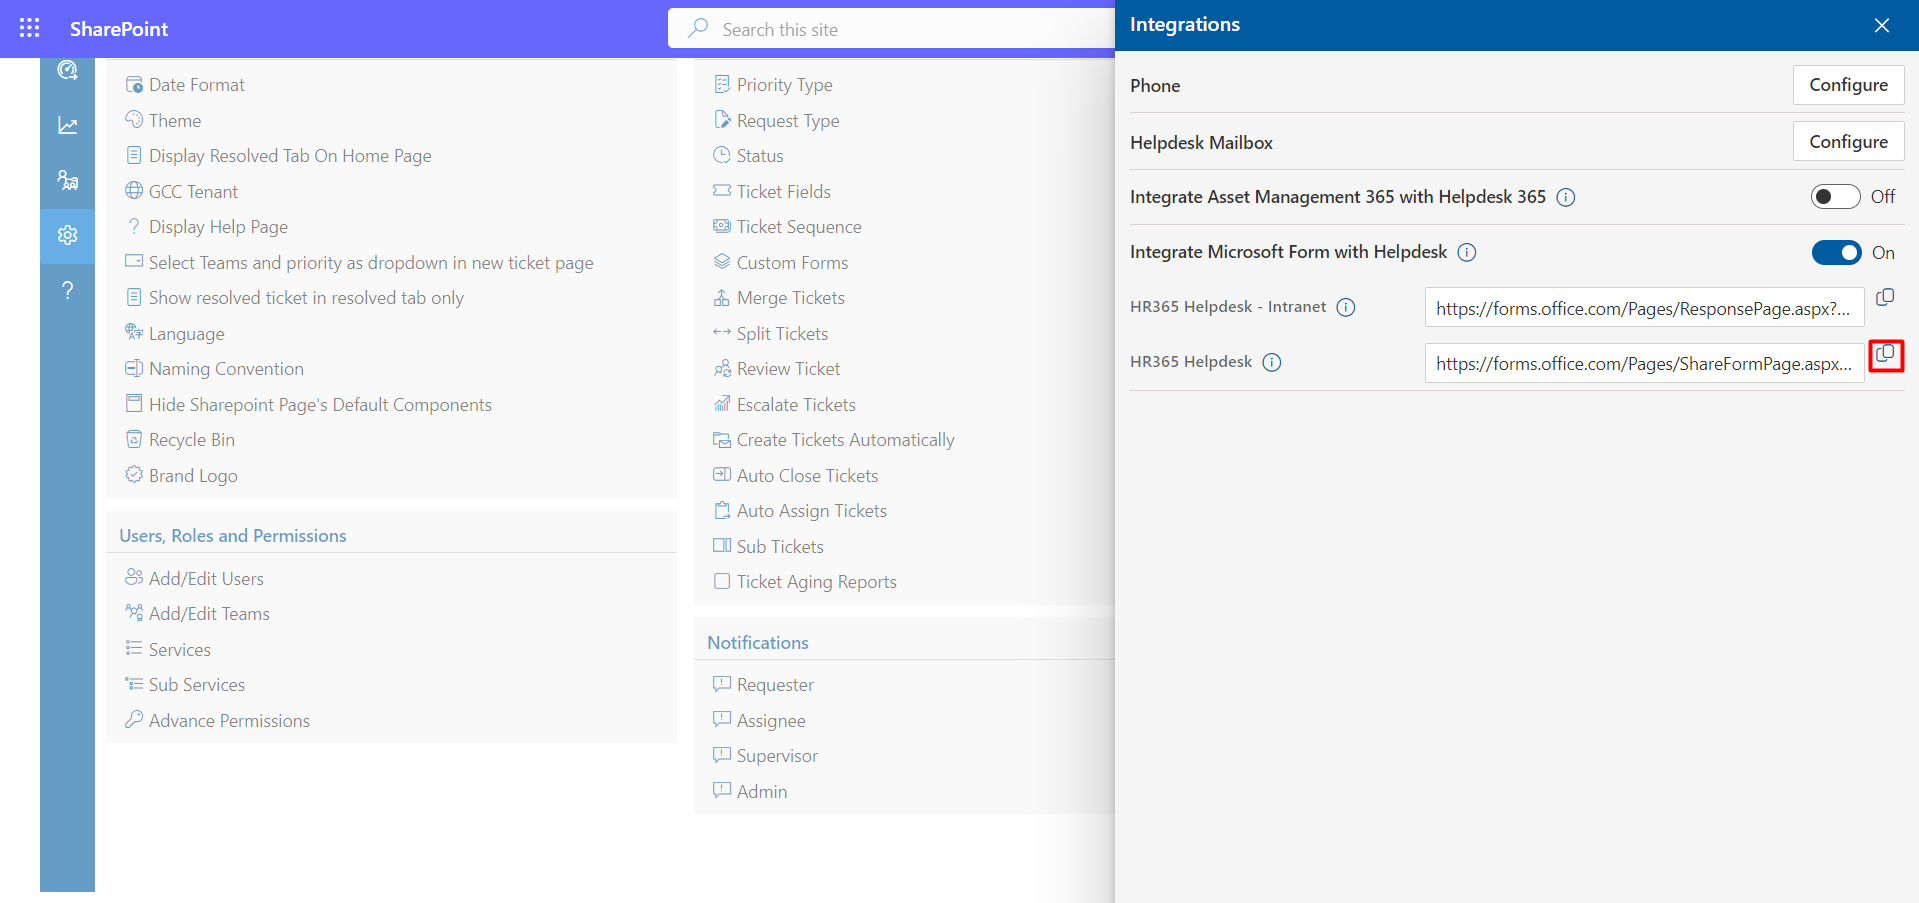 SharePoint
Search this site
Date Format
Theme
Display Resolved Tab On Home Page
GCC Tenant
Display Help Page
Select Teams and priority as dropdown in new ticket page
Show resolved ticket in resolved tab only
Language
Naming Convention
Hide Sharepoint Page's Default Components
Recycle Bin
Brand Logo
Users, Roles and Permissions
Add/Edit Users
Add/Edit Teams
Services
Sub Services
Advance Permissions
Priority Type
Request Type
Status
Ticket Fields
Ticket Sequence
Custom Forms
Merge Tickets
Split Tickets
Review Ticket
Escalate Tickets
Create Tickets Automatically
Auto Close Tickets
Auto Assign Tickets
Sub Tickets
Ticket Aging Reports
Notifications
Requester
Assignee
Supervisor
Admin
Integrations
Phone Configure
Helpdesk Mailbox Configure
Integrate Asset Management 365 with Helpdesk 365 Off
Integrate Microsoft Form with Helpdesk On
HR365 Helpdesk - Intranet https://forms.office.com/Pages/ResponsePage.aspx?...
HR365 Helpdesk https://forms.office.com/Pages/ShareFormPage.aspx...